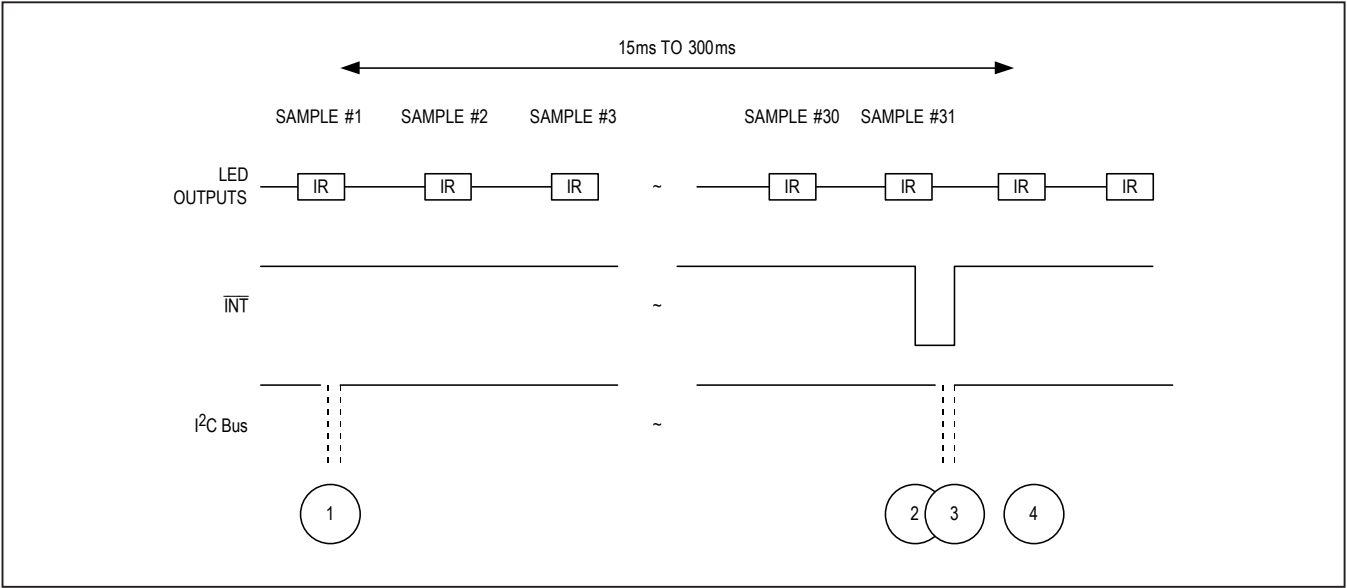 15ms TO 300ms
SAMPLE #1 SAMPLE #2 SAMPLE #3 SAMPLE #30 SAMPLE #31
LED
OUTPUTS
IR IR IR ~ IR IR IR IR
INT
~
I2C Bus
~
1 2 3 4